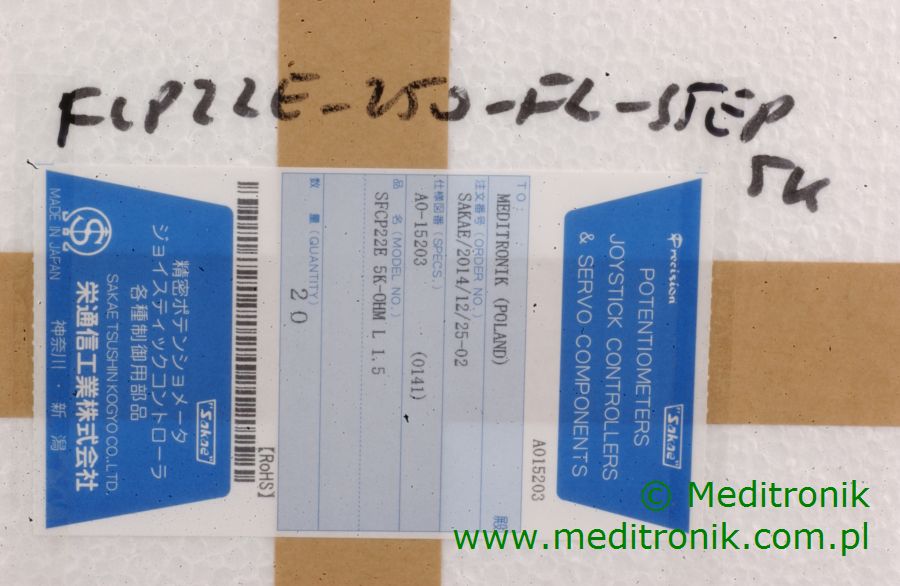 FCP22E-250-FL-S5EP
5K
TO:
MEDITRONIK (POLAND)
殿
注文番号 (ORDER NO.)
SAKAE/2014/12/25-02
仕様図番 (SPECS.)
AO-15203 (0141)
品 名 (MODEL NO.)
SFCP22E 5K-OHM L 1.5
数 量 (QUANTITY)
20
A015203
【RoHS】
Precision
POTENTIOMETERS
JOYSTICK CONTROLLERS
& SERVO COMPONENTS
"Sakae"
精密ポテンショメータ
ジョイスティックコントローラ
各種制御用部品
"Sakae"
SAKAE TSUSHIN KOGYO CO.,LTD.
栄通信工業株式会社
MADE IN JAPAN
神奈川・新潟
© Meditronik
www.meditronik.com.pl